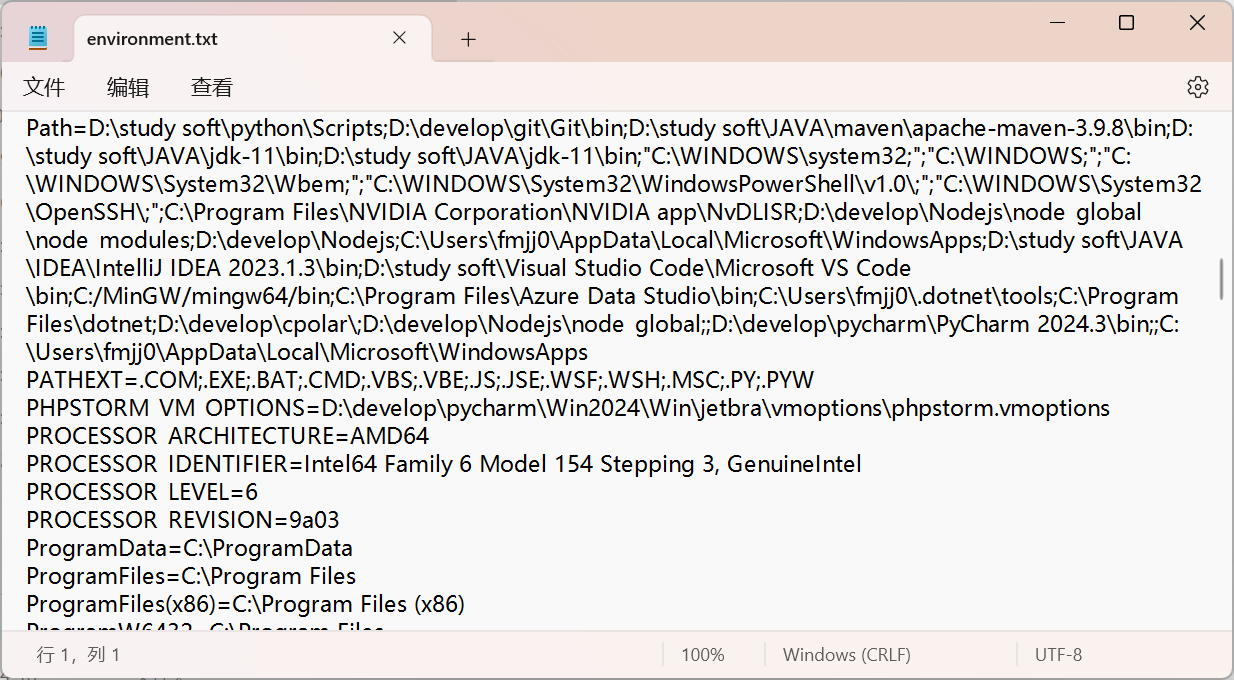 environment.txt
文件 编辑 查看
Path=D:\study soft\python\Scripts;D:\develop\git\Git\bin;D:\study soft\JAVA\maven\apache-maven-3.9.8\bin;D:
\study soft\JAVA\jdk-11\bin;D:\study soft\JAVA\jdk-11\bin;"C:\WINDOWS\system32;";"C:\WINDOWS;";"C:
\WINDOWS\System32\Wbem;";"C:\WINDOWS\System32\WindowsPowerShell\v1.0\;";"C:\WINDOWS\System32
\OpenSSH\;";C:\Program Files\NVIDIA Corporation\NVIDIA app\NvDLISR;D:\develop\Nodejs\node global
\node modules;D:\develop\Nodejs;C:\Users\fmjj0\AppData\Local\Microsoft\WindowsApps;D:\study soft\JAVA
\IDEA\IntelliJ IDEA 2023.1.3\bin;D:\study soft\Visual Studio Code\Microsoft VS Code
\bin;C:/MinGW/mingw64/bin;C:\Program Files\Azure Data Studio\bin;C:\Users\fmjj0\.dotnet\tools;C:\Program
Files\dotnet;D:\develop\cpolar\;D:\develop\Nodejs\node global;;D:\develop\pycharm\PyCharm 2024.3\bin;;C:
\Users\fmjj0\AppData\Local\Microsoft\WindowsApps
PATHEXT=.COM;.EXE;.BAT;.CMD;.VBS;.VBE;.JS;.JSE;.WSF;.WSH;.MSC;.PY;.PYW
PHPSTORM VM OPTIONS=D:\develop\pycharm\Win2024\Win\jetbra\vmoptions\phpstorm.vmoptions
PROCESSOR ARCHITECTURE=AMD64
PROCESSOR IDENTIFIER=Intel64 Family 6 Model 154 Stepping 3, GenuineIntel
PROCESSOR LEVEL=6
PROCESSOR REVISION=9a03
ProgramData=C:\ProgramData
ProgramFiles=C:\Program Files
ProgramFiles(x86)=C:\Program Files (x86)
行 1，列 1 100% Windows (CRLF) UTF-8